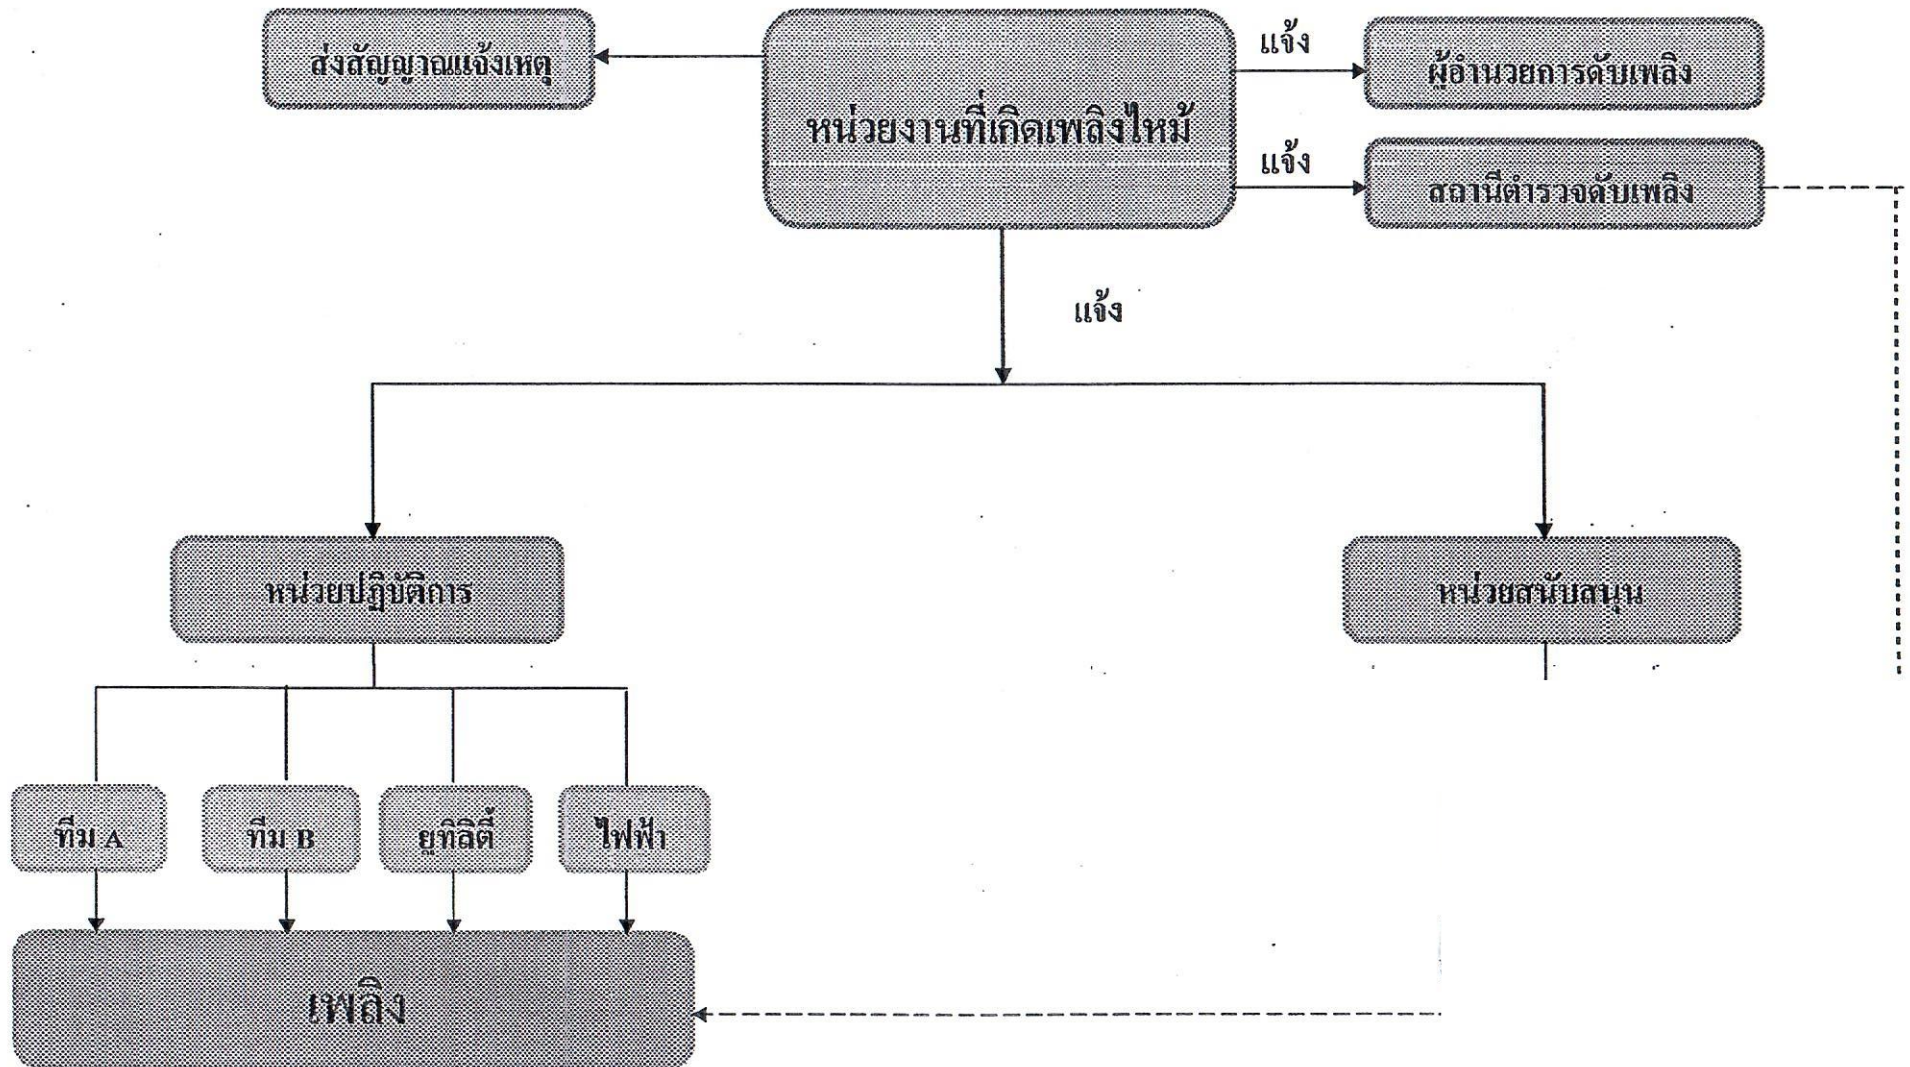 ส่งสัญญาณแจ้งเหตุ
หน่วยงานที่เกิดเพลิงไหม้
แจ้ง
ผู้อำนวยการดับเพลิง
แจ้ง
สถานีตำรวจดับเพลิง
แจ้ง
หน่วยปฏิบัติการ
หน่วยสนับสนุน
ทีม A
ทีม B
ยูทิลิตี้
ไฟฟ้า
เพลิง